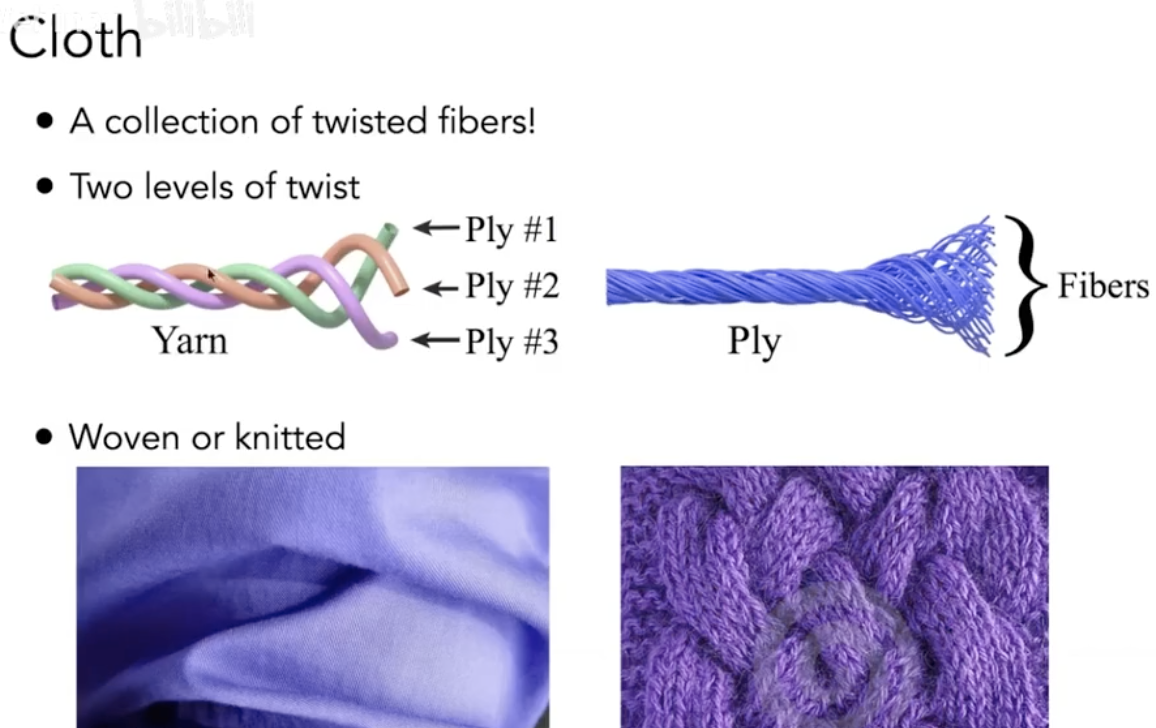 bilibili
Cloth
• A collection of twisted fibers!
• Two levels of twist
Ply #1
Ply #2
Ply #3
Yarn
Ply
Fibers
• Woven or knitted